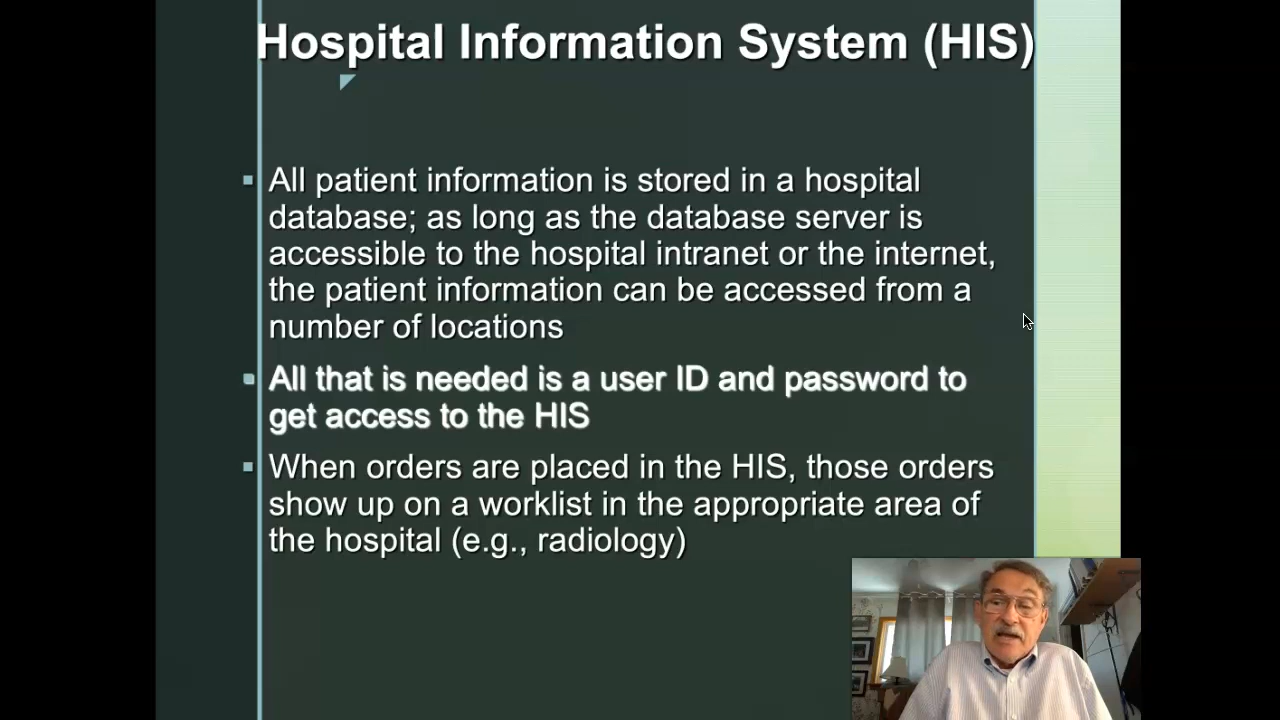 Hospital Information System (HIS)
All patient information is stored in a hospital
database; as long as the database server is
accessible to the hospital intranet or the internet,
the patient information can be accessed from a
number of locations
All that is needed is a user ID and password to
get access to the HIS
When orders are placed in the HIS, those orders
show up on a worklist in the appropriate area of
the hospital (e.g., radiology)